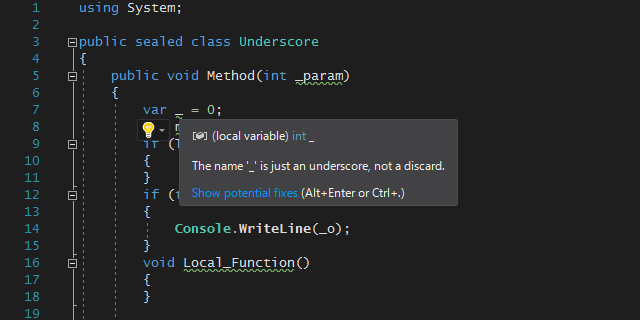 1 using System;
2
3 public sealed class Underscore
4 {
5 public void Method(int _param)
6 {
7 var _ = 0;
8
9 if (
10 {
11 }
12 if (
13 {
14 Console.WriteLine(_o);
15 }
16 void Local_Function()
17 {
18 }
19
(local variable) int _
The name '_' is just an underscore, not a discard.
Show potential fixes (Alt+Enter or Ctrl+.)